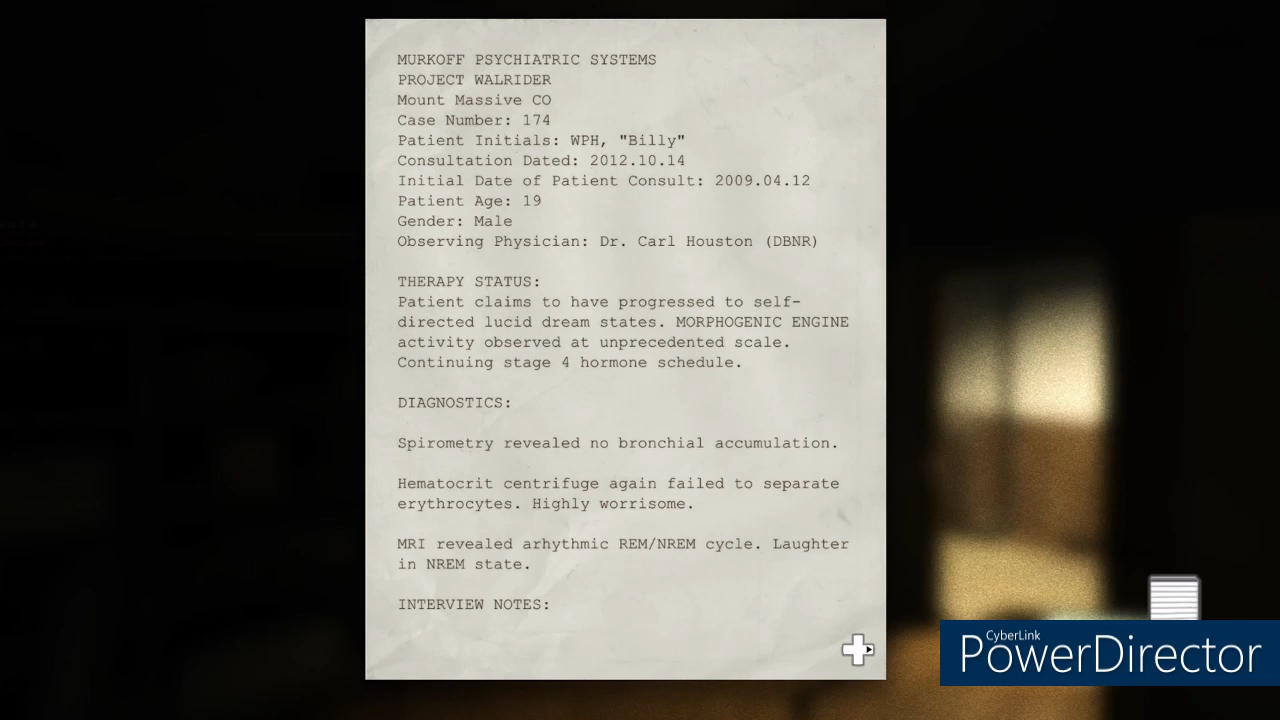 MURKOFF PSYCHIATRIC SYSTEMS
PROJECT WALRIDER
Mount Massive CO
Case Number: 174
Patient Initials: WPH, "Billy"
Consultation Dated: 2012.10.14
Initial Date of Patient Consult: 2009.04.12
Patient Age: 19
Gender: Male
Observing Physician: Dr. Carl Houston (DBNR)
THERAPY STATUS:
Patient claims to have progressed to self-
directed lucid dream states. MORPHOGENIC ENGINE
activity observed at unprecedented scale.
Continuing stage 4 hormone schedule.
DIAGNOSTICS:
Spirometry revealed no bronchial accumulation.
Hematocrit centrifuge again failed to separate
erythrocytes. Highly worrisome.
MRI revealed arhythmic REM/NREM cycle. Laughter
in NREM state.
INTERVIEW NOTES:
CyberLink
PowerDirector